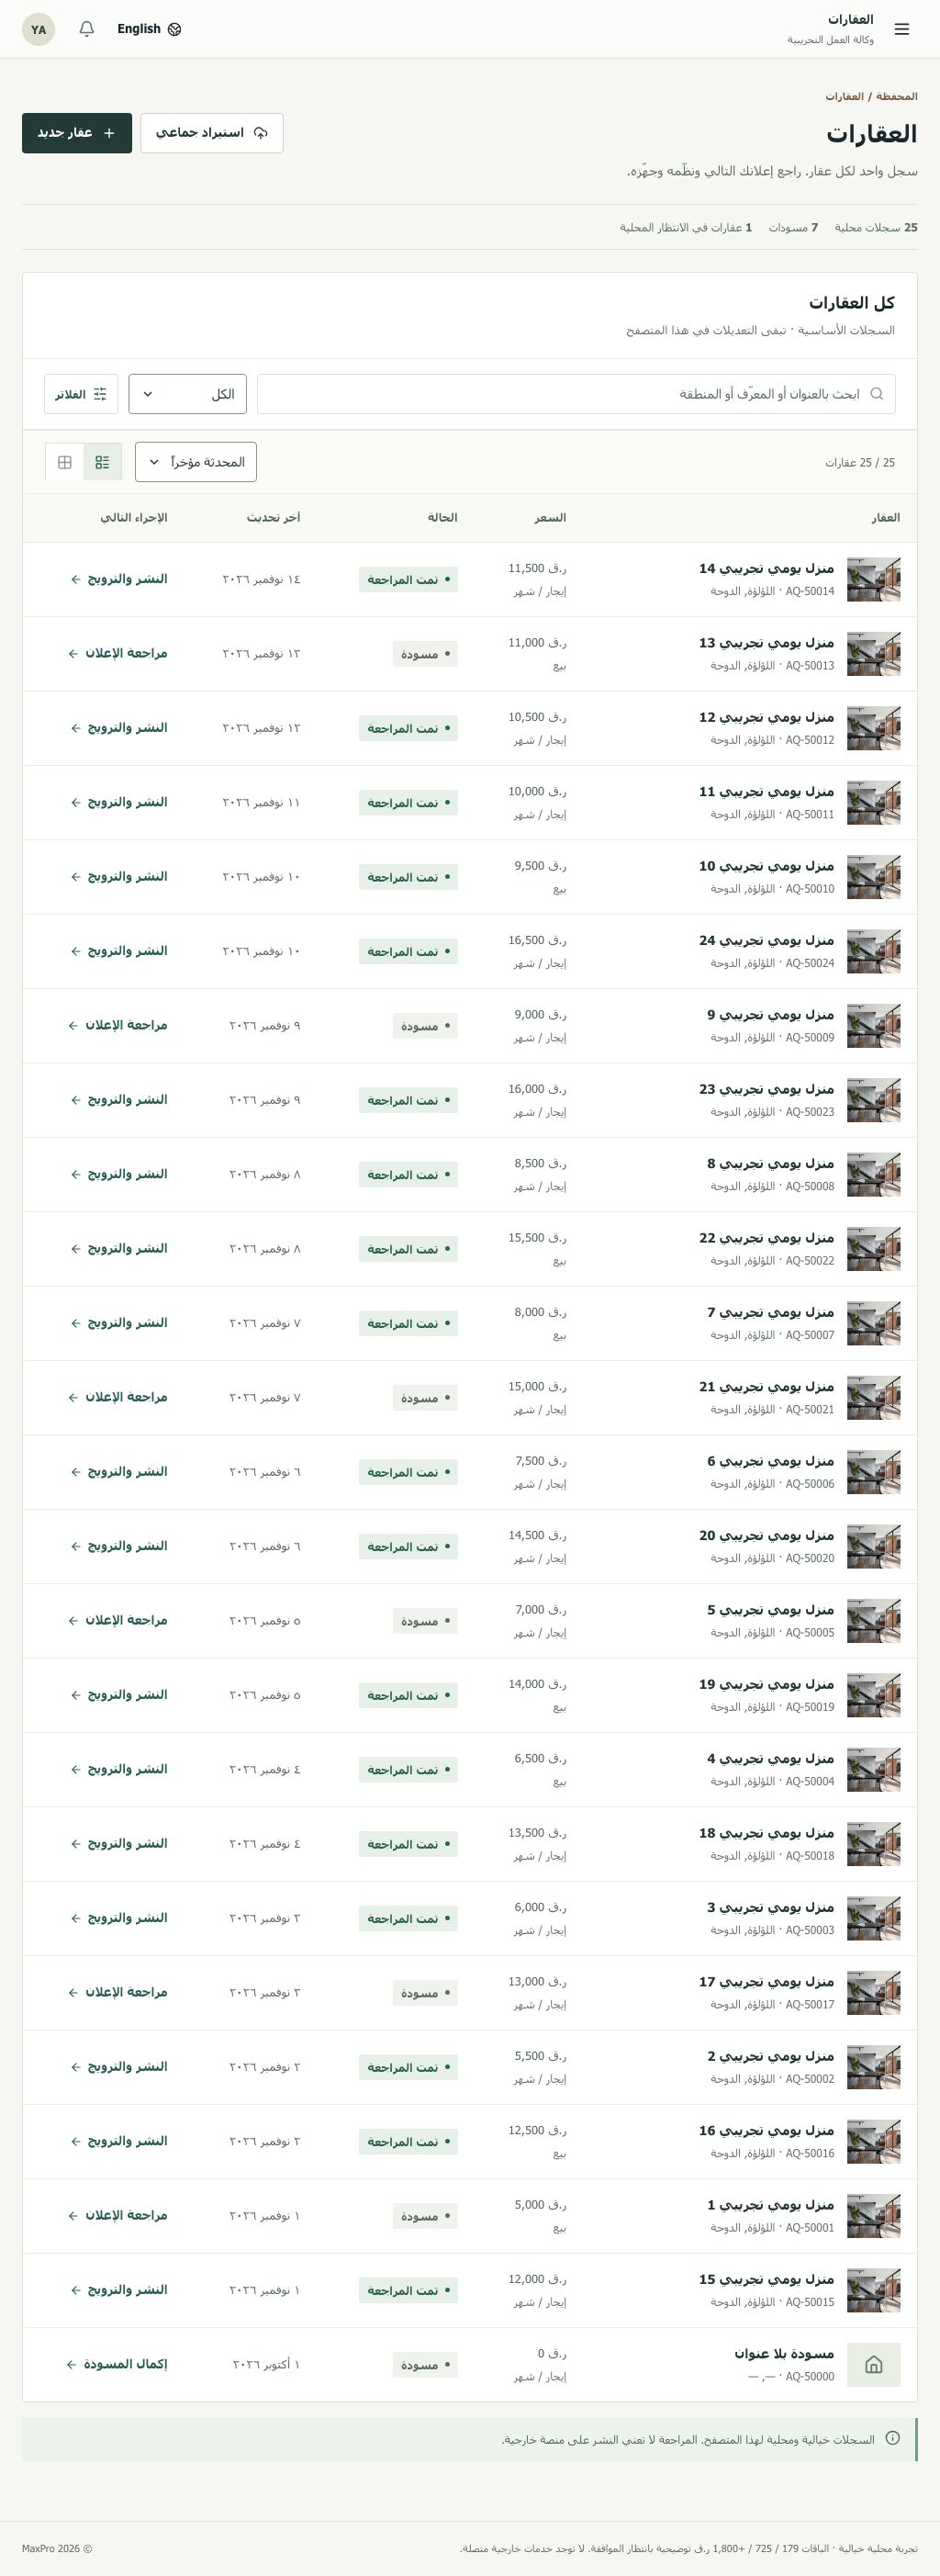 العقارات
وكالة العمل التجريبية
English
YA
المحفظة / العقارات
العقارات
سجل واحد لكل عقار. راجع إعلانك التالي ونظّمه وجهّزه.
استيراد جماعي
عقار جديد
25 سجلات محلية 7 مسودات 1 عقارات في الانتظار المحلية
كل العقارات
السجلات الأساسية · تبقى التعديلات في هذا المتصفح
ابحث بالعنوان أو المعرّف أو المنطقة
الكل
الفلاتر
25 / 25 عقارات
المحدثة مؤخراً
العقار السعر الحالة آخر تحديث الإجراء التالي
منزل يومي تجريبي 14 ر.ق 11,500 تمت المراجعة ١٤ نوفمبر ٢٠٢٦ النشر والترويج
AQ-50014 · اللؤلؤة, الدوحة إيجار / شهر
منزل يومي تجريبي 13 ر.ق 11,000 مسودة ١٣ نوفمبر ٢٠٢٦ مراجعة الإعلان
AQ-50013 · اللؤلؤة, الدوحة بيع
منزل يومي تجريبي 12 ر.ق 10,500 تمت المراجعة ١٢ نوفمبر ٢٠٢٦ النشر والترويج
AQ-50012 · اللؤلؤة, الدوحة إيجار / شهر
منزل يومي تجريبي 11 ر.ق 10,000 تمت المراجعة ١١ نوفمبر ٢٠٢٦ النشر والترويج
AQ-50011 · اللؤلؤة, الدوحة إيجار / شهر
منزل يومي تجريبي 10 ر.ق 9,500 تمت المراجعة ١٠ نوفمبر ٢٠٢٦ النشر والترويج
AQ-50010 · اللؤلؤة, الدوحة بيع
منزل يومي تجريبي 24 ر.ق 16,500 تمت المراجعة ١٠ نوفمبر ٢٠٢٦ النشر والترويج
AQ-50024 · اللؤلؤة, الدوحة إيجار / شهر
منزل يومي تجريبي 9 ر.ق 9,000 مسودة ٩ نوفمبر ٢٠٢٦ مراجعة الإعلان
AQ-50009 · اللؤلؤة, الدوحة إيجار / شهر
منزل يومي تجريبي 23 ر.ق 16,000 تمت المراجعة ٩ نوفمبر ٢٠٢٦ النشر والترويج
AQ-50023 · اللؤلؤة, الدوحة إيجار / شهر
منزل يومي تجريبي 8 ر.ق 8,500 تمت المراجعة ٨ نوفمبر ٢٠٢٦ النشر والترويج
AQ-50008 · اللؤلؤة, الدوحة إيجار / شهر
منزل يومي تجريبي 22 ر.ق 15,500 تمت المراجعة ٨ نوفمبر ٢٠٢٦ النشر والترويج
AQ-50022 · اللؤلؤة, الدوحة بيع
منزل يومي تجريبي 7 ر.ق 8,000 تمت المراجعة ٧ نوفمبر ٢٠٢٦ النشر والترويج
AQ-50007 · اللؤلؤة, الدوحة بيع
منزل يومي تجريبي 21 ر.ق 15,000 مسودة ٧ نوفمبر ٢٠٢٦ مراجعة الإعلان
AQ-50021 · اللؤلؤة, الدوحة إيجار / شهر
منزل يومي تجريبي 6 ر.ق 7,500 تمت المراجعة ٦ نوفمبر ٢٠٢٦ النشر والترويج
AQ-50006 · اللؤلؤة, الدوحة إيجار / شهر
منزل يومي تجريبي 20 ر.ق 14,500 تمت المراجعة ٦ نوفمبر ٢٠٢٦ النشر والترويج
AQ-50020 · اللؤلؤة, الدوحة إيجار / شهر
منزل يومي تجريبي 5 ر.ق 7,000 مسودة ٥ نوفمبر ٢٠٢٦ مراجعة الإعلان
AQ-50005 · اللؤلؤة, الدوحة إيجار / شهر
منزل يومي تجريبي 19 ر.ق 14,000 تمت المراجعة ٥ نوفمبر ٢٠٢٦ النشر والترويج
AQ-50019 · اللؤلؤة, الدوحة بيع
منزل يومي تجريبي 4 ر.ق 6,500 تمت المراجعة ٤ نوفمبر ٢٠٢٦ النشر والترويج
AQ-50004 · اللؤلؤة, الدوحة بيع
منزل يومي تجريبي 18 ر.ق 13,500 تمت المراجعة ٤ نوفمبر ٢٠٢٦ النشر والترويج
AQ-50018 · اللؤلؤة, الدوحة إيجار / شهر
منزل يومي تجريبي 3 ر.ق 6,000 تمت المراجعة ٣ نوفمبر ٢٠٢٦ النشر والترويج
AQ-50003 · اللؤلؤة, الدوحة إيجار / شهر
منزل يومي تجريبي 17 ر.ق 13,000 مسودة ٣ نوفمبر ٢٠٢٦ مراجعة الإعلان
AQ-50017 · اللؤلؤة, الدوحة إيجار / شهر
منزل يومي تجريبي 2 ر.ق 5,500 تمت المراجعة ٢ نوفمبر ٢٠٢٦ النشر والترويج
AQ-50002 · اللؤلؤة, الدوحة إيجار / شهر
منزل يومي تجريبي 16 ر.ق 12,500 تمت المراجعة ٢ نوفمبر ٢٠٢٦ النشر والترويج
AQ-50016 · اللؤلؤة, الدوحة بيع
منزل يومي تجريبي 1 ر.ق 5,000 مسودة ١ نوفمبر ٢٠٢٦ مراجعة الإعلان
AQ-50001 · اللؤلؤة, الدوحة بيع
منزل يومي تجريبي 15 ر.ق 12,000 تمت المراجعة ١ نوفمبر ٢٠٢٦ النشر والترويج
AQ-50015 · اللؤلؤة, الدوحة إيجار / شهر
مسودة بلا عنوان ر.ق 0 مسودة ١ أكتوبر ٢٠٢٦ إكمال المسودة
AQ-50000 · —, — إيجار / شهر
السجلات خيالية ومحلية لهذا المتصفح. المراجعة لا تعني النشر على منصة خارجية.
تجربة محلية خيالية · الباقات 179 / 725 / +1,800 ر.ق توضيحية بانتظار الموافقة. لا توجد خدمات خارجية متصلة.
© 2026 MaxPro